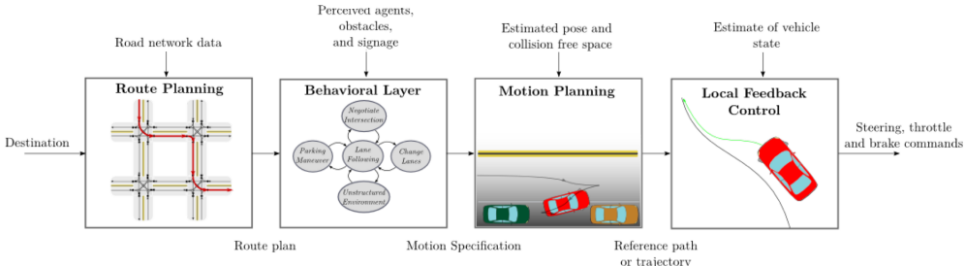 Perceived agents,
obstacles,
and signage
Road network data
Estimated pose and
collision free space
Estimate of vehicle
state
Route Planning
Behavioral Layer
Motion Planning
Local Feedback
Control
Destination
Negotiate
Intersection
Parking
Maneuver
Lane
Following
Change
Lanes
Unstructured
Environment
Steering, throttle
and brake commands
Route plan
Motion Specification
Reference path
or trajectory